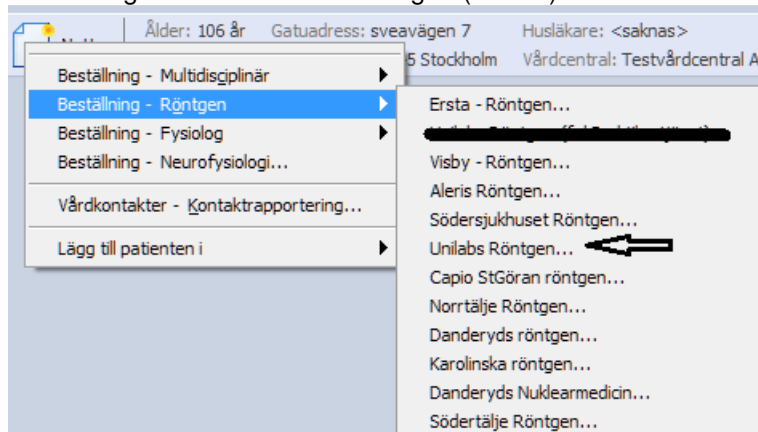 Ålder: 106 år Gatuadress: sveavägen 7 Husläkare: <saknas>
Stockholm Vårdcentral: Testvårdcentral A
Beställning - Multidisciplinär
Beställning - Röntgen
Beställning - Fysiolog
Beställning - Neurofysiologi...
Vårdkontakter - Kontaktrapportering...
Lägg till patienten i
Ersta - Röntgen...
Visby - Röntgen...
Aleris Röntgen...
Södersjukhuset Röntgen...
Unilabs Röntgen...
Capio StGöran röntgen...
Norrtälje Röntgen...
Danderyds röntgen...
Karolinska röntgen...
Danderyds Nuklearmedicin...
Södertälje Röntgen...